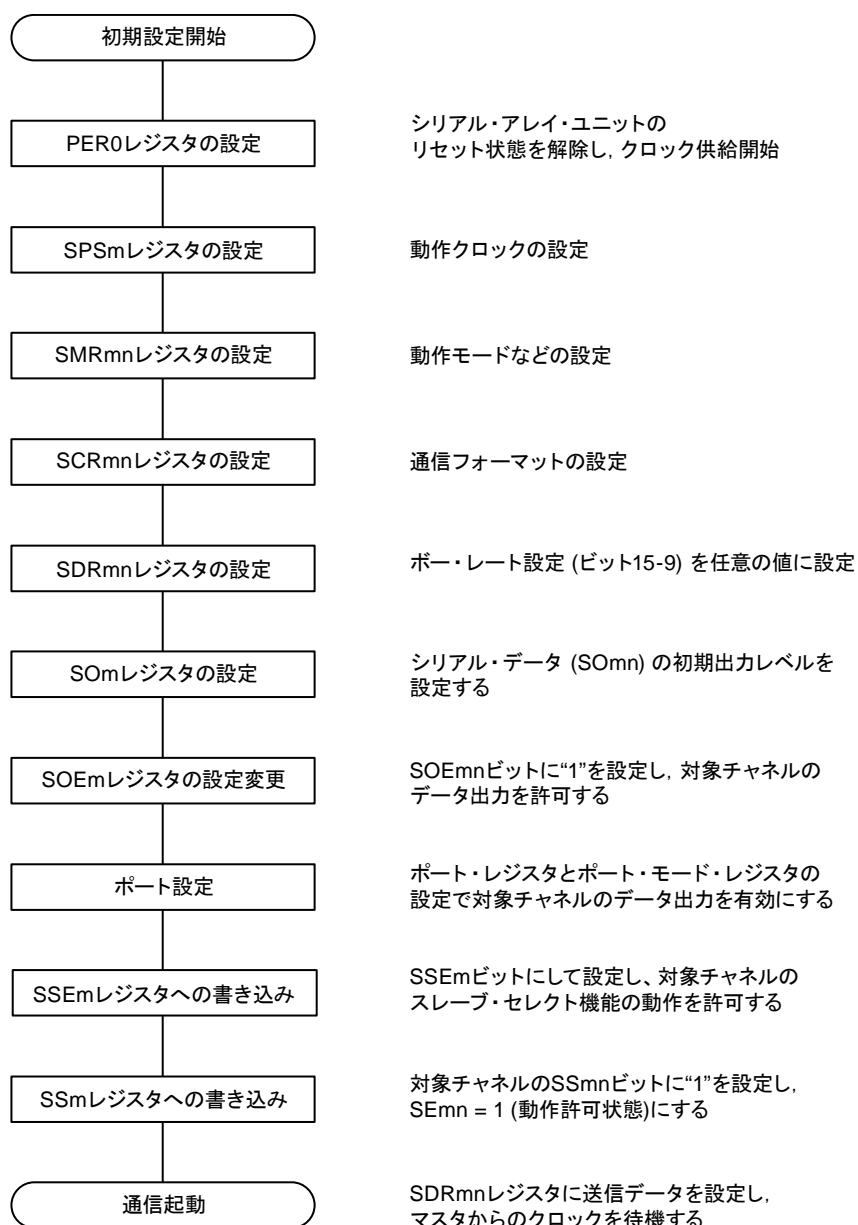 初期設定開始
PER0レジスタの設定
シリアル・アレイ・ユニットの
リセット状態を解除し, クロック供給開始
SPSmレジスタの設定
動作クロックの設定
SMRmnレジスタの設定
動作モードなどの設定
SCRmnレジスタの設定
通信フォーマットの設定
SDRmnレジスタの設定
ボー・レート設定 (ビット15-9) を任意の値に設定
SOmレジスタの設定
シリアル・データ (SOmn) の初期出力レベルを
設定する
SOEmレジスタの設定変更
SOEmnビットに“1”を設定し, 対象チャネルの
データ出力を許可する
ポート設定
ポート・レジスタとポート・モード・レジスタの
設定で対象チャネルのデータ出力を有効にする
SSEmレジスタへの書き込み
SSEmビットにして設定し、対象チャネルの
スレーブ・セレクト機能の動作を許可する
SSmレジスタへの書き込み
対象チャネルのSSmnビットに“1”を設定し,
SEmn = 1 (動作許可状態)にする
通信起動
SDRmnレジスタに送信データを設定し,
マスタからのクロックを待機する